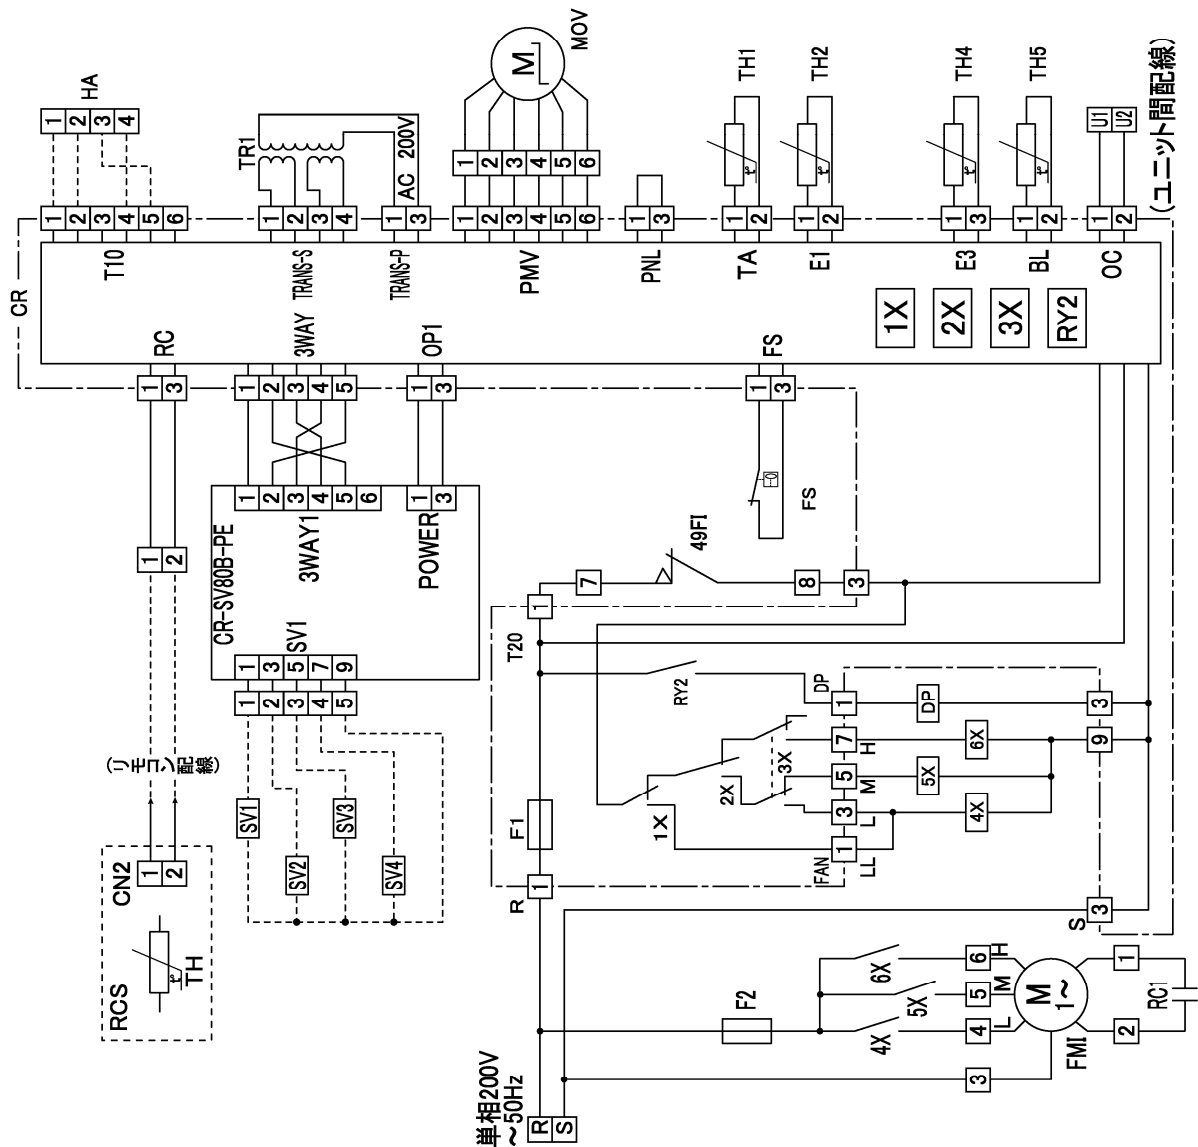 HA
1
2
3
4
1
2
3
4
5
6
T10
CR
TR1
AC 200V
1
2
3
4
TRANS-S
1
3
TRANS-P
M
MOV
1
2
3
4
5
6
1
2
3
4
5
6
PMV
1
3
PNL
TH1
1
2
TA
TH2
1
2
E1
TH4
1
3
E3
TH5
1
2
BL
U1
U2
1
2
OC
(ユニット間配線)
1X
2X
3X
RY2
RC
1
3
3WAY
1
2
3
4
5
OP1
1
3
FS
1
3
FS
CR-SV80B-PE
1
2
3
4
5
6
3WAY1
1
3
POWER
SV1
1
3
5
7
9
1
2
3
4
5
SV1
SV2
SV3
SV4
1
2
(リモコン配線)
CN2
1
2
RCS
TH
49FI
7
8
3
1
T20
RY2
DP
1
DP
3
7
H
6X
9
5
M
5X
3
L
4X
1
LL
FAN
1X
2X
3X
F1
R
1
S
3
単相200V
～50Hz
R
S
F2
4X
5X
6X
6
H
5
M
4
L
3
M
1～
FMI
1
2
RC1